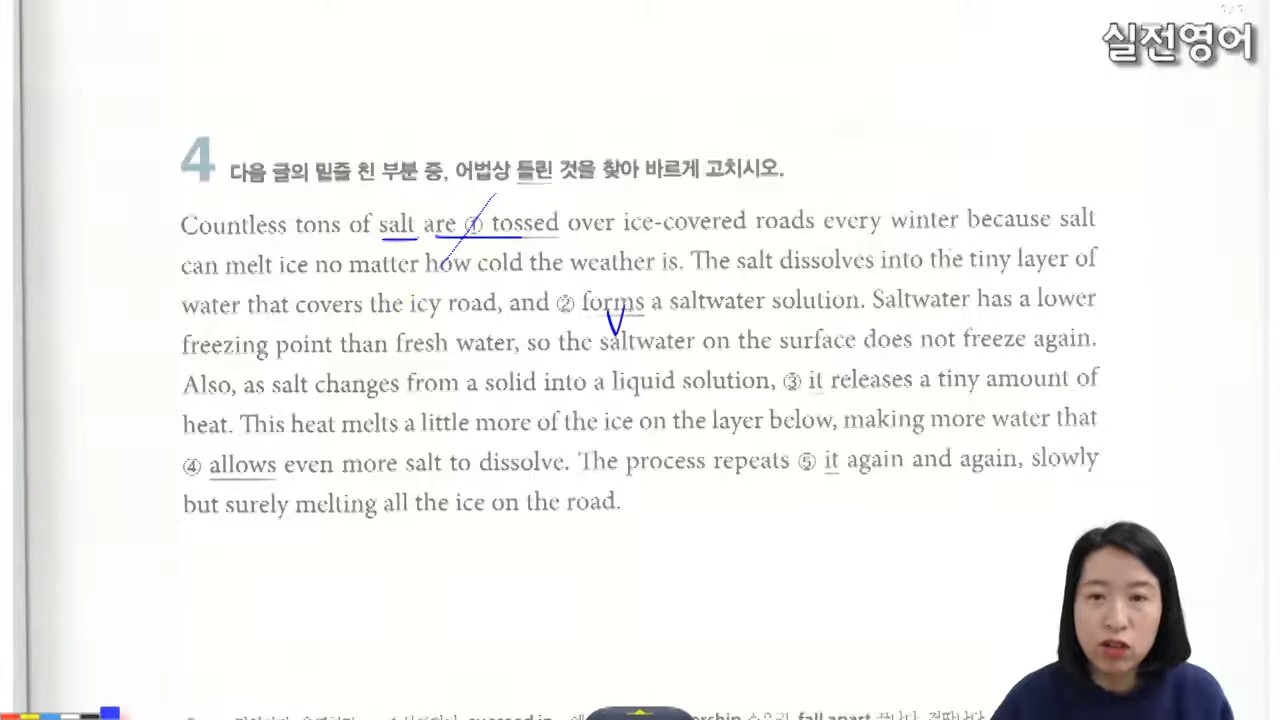 실전영어
4 다음 글의 밑줄 친 부분 중, 어법상 틀린 것을 찾아 바르게 고치시오.
Countless tons of salt are ① tossed over ice-covered roads every winter because salt
can melt ice no matter how cold the weather is. The salt dissolves into the tiny layer of
water that covers the icy road, and ② forms a saltwater solution. Saltwater has a lower
freezing point than fresh water, so the saltwater on the surface does not freeze again.
Also, as salt changes from a solid into a liquid solution, ③ it releases a tiny amount of
heat. This heat melts a little more of the ice on the layer below, making more water that
④ allows even more salt to dissolve. The process repeats ⑤ it again and again, slowly
but surely melting all the ice on the road.
fall apart